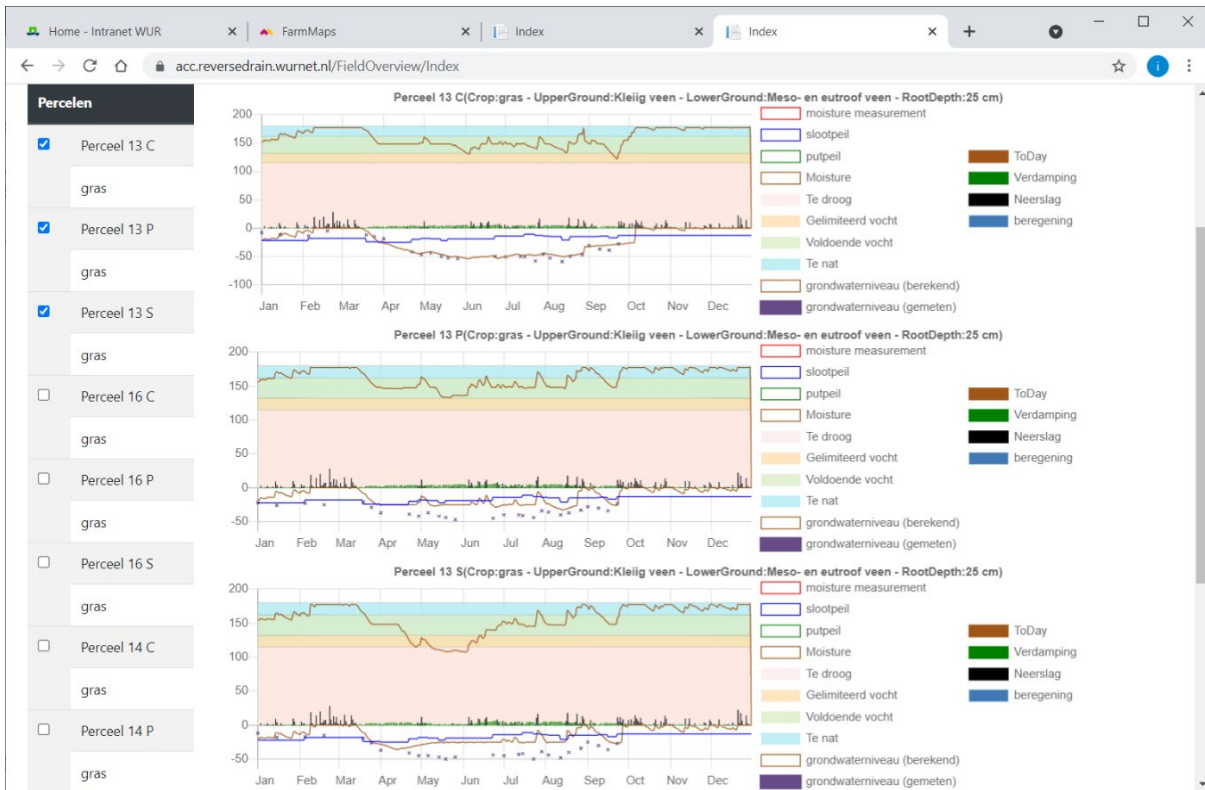 Home - Intranet WUR
FarmMaps
Index
Index
acc.reversedrain.wurnet.nl/FieldOverview/Index
i
Percelen
Perceel 13 C
gras
Perceel 13 P
gras
Perceel 13 S
gras
Perceel 16 C
gras
Perceel 16 P
gras
Perceel 16 S
gras
Perceel 14 C
gras
Perceel 14 P
gras
Perceel 13 C(Crop:gras - UpperGround:Kleiig veen - LowerGround:Meso- en eutroof veen - RootDepth:25 cm)
200
150
100
50
0
-50
-100
Jan Feb Mar Apr May Jun Jul Aug Sep Oct Nov Dec
moisture measurement
slootpeil
putpeil
Moisture
Te droog
Gelimiteerd vocht
Voldoende vocht
Te nat
grondwaterniveau (berekend)
grondwaterniveau (gemeten)
ToDay
Verdamping
Neerslag
beregening
Perceel 13 P(Crop:gras - UpperGround:Kleiig veen - LowerGround:Meso- en eutroof veen - RootDepth:25 cm)
200
150
100
50
0
-50
Jan Feb Mar Apr May Jun Jul Aug Sep Oct Nov Dec
moisture measurement
slootpeil
putpeil
Moisture
Te droog
Gelimiteerd vocht
Voldoende vocht
Te nat
grondwaterniveau (berekend)
grondwaterniveau (gemeten)
ToDay
Verdamping
Neerslag
beregening
Perceel 13 S(Crop:gras - UpperGround:Kleiig veen - LowerGround:Meso- en eutroof veen - RootDepth:25 cm)
200
150
100
50
0
-50
Jan Feb Mar Apr May Jun Jul Aug Sep Oct Nov Dec
moisture measurement
slootpeil
putpeil
Moisture
Te droog
Gelimiteerd vocht
Voldoende vocht
Te nat
grondwaterniveau (berekend)
grondwaterniveau (gemeten)
ToDay
Verdamping
Neerslag
beregening